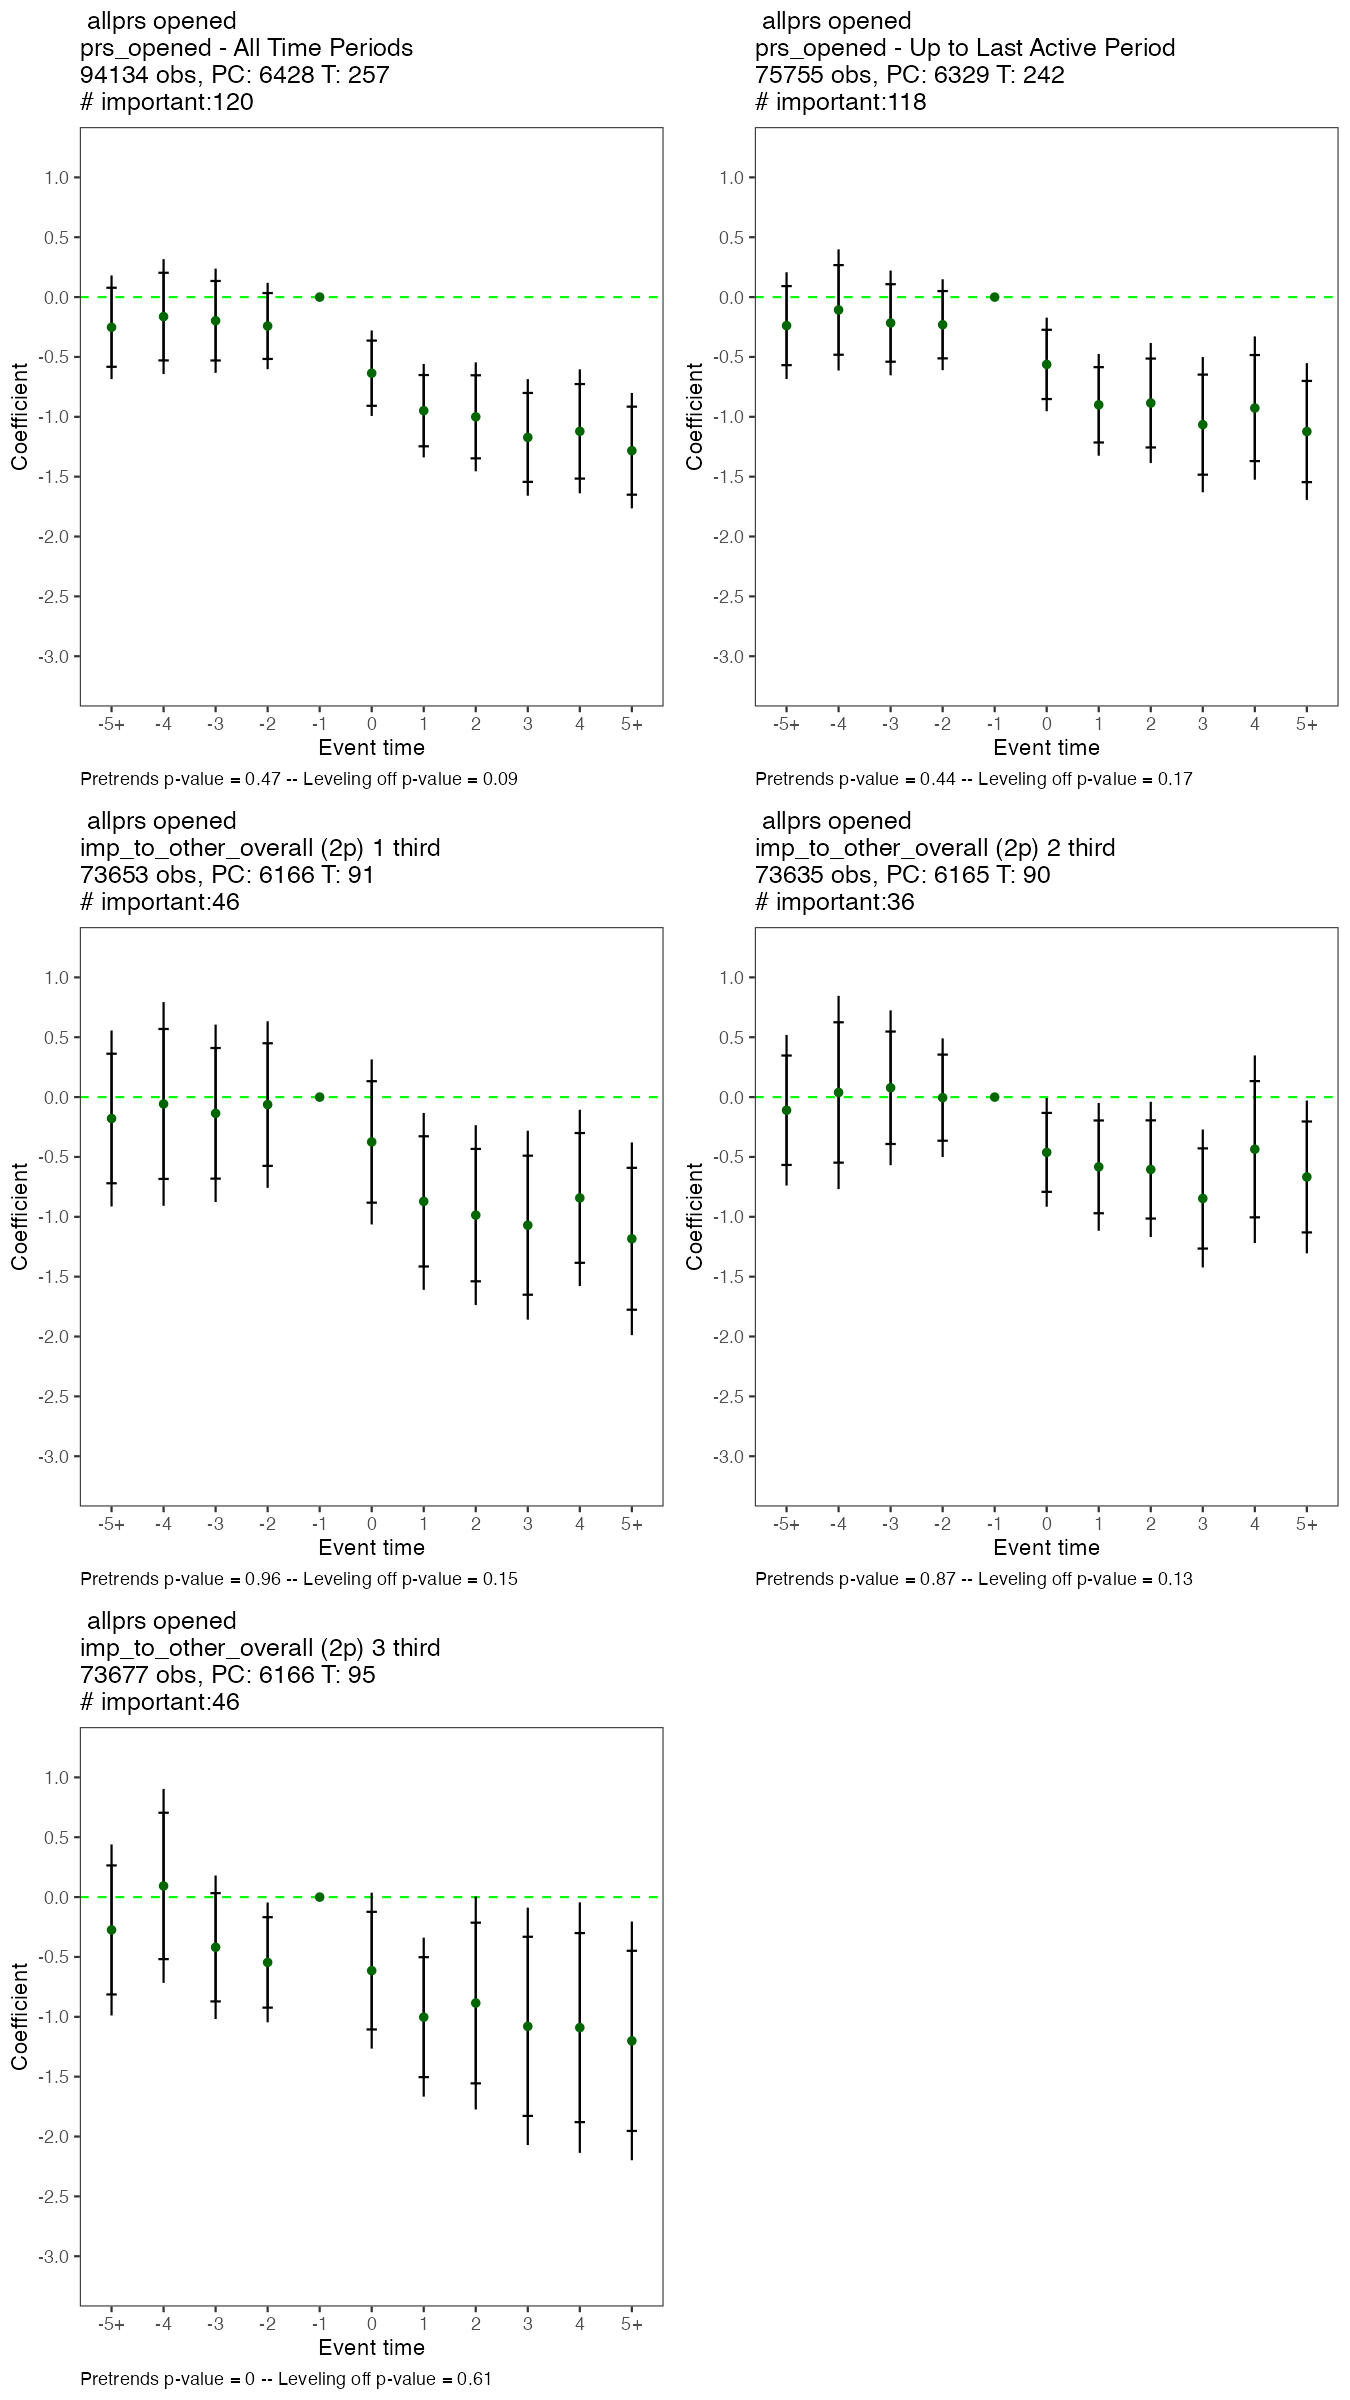 allprs opened
prs_opened - All Time Periods
94134 obs, PC: 6428 T: 257
# important:120
1.0
0.5
0.0
-0.5
-1.0
-1.5
-2.0
-2.5
-3.0
Coefficient
-5+ -4 -3 -2 -1 0 1 2 3 4 5+
Event time
Pretrends p-value = 0.47 -- Leveling off p-value = 0.09
allprs opened
prs_opened - Up to Last Active Period
75755 obs, PC: 6329 T: 242
# important:118
1.0
0.5
0.0
-0.5
-1.0
-1.5
-2.0
-2.5
-3.0
Coefficient
-5+ -4 -3 -2 -1 0 1 2 3 4 5+
Event time
Pretrends p-value = 0.44 -- Leveling off p-value = 0.17
allprs opened
imp_to_other_overall (2p) 1 third
73653 obs, PC: 6166 T: 91
# important:46
1.0
0.5
0.0
-0.5
-1.0
-1.5
-2.0
-2.5
-3.0
Coefficient
-5+ -4 -3 -2 -1 0 1 2 3 4 5+
Event time
Pretrends p-value = 0.96 -- Leveling off p-value = 0.15
allprs opened
imp_to_other_overall (2p) 2 third
73635 obs, PC: 6165 T: 90
# important:36
1.0
0.5
0.0
-0.5
-1.0
-1.5
-2.0
-2.5
-3.0
Coefficient
-5+ -4 -3 -2 -1 0 1 2 3 4 5+
Event time
Pretrends p-value = 0.87 -- Leveling off p-value = 0.13
allprs opened
imp_to_other_overall (2p) 3 third
73677 obs, PC: 6166 T: 95
# important:46
1.0
0.5
0.0
-0.5
-1.0
-1.5
-2.0
-2.5
-3.0
Coefficient
-5+ -4 -3 -2 -1 0 1 2 3 4 5+
Event time
Pretrends p-value = 0 -- Leveling off p-value = 0.61